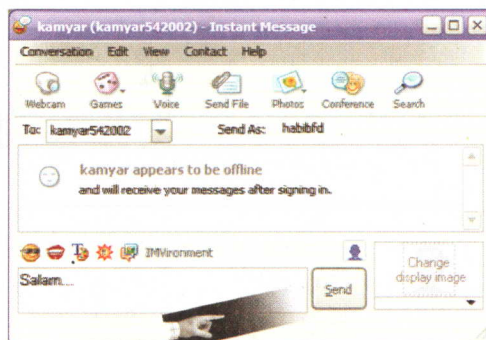 kamyar (kamyar542002) - Instant Message
Conversation Edit View Contact Help
Webcam Games Voice Send File Photos Conference Search
To: kamyar542002 Send As: habibfd
kamyar appears to be offline
and will receive your messages after signing in.
IMVironment
Change
display image
Salam....
Send